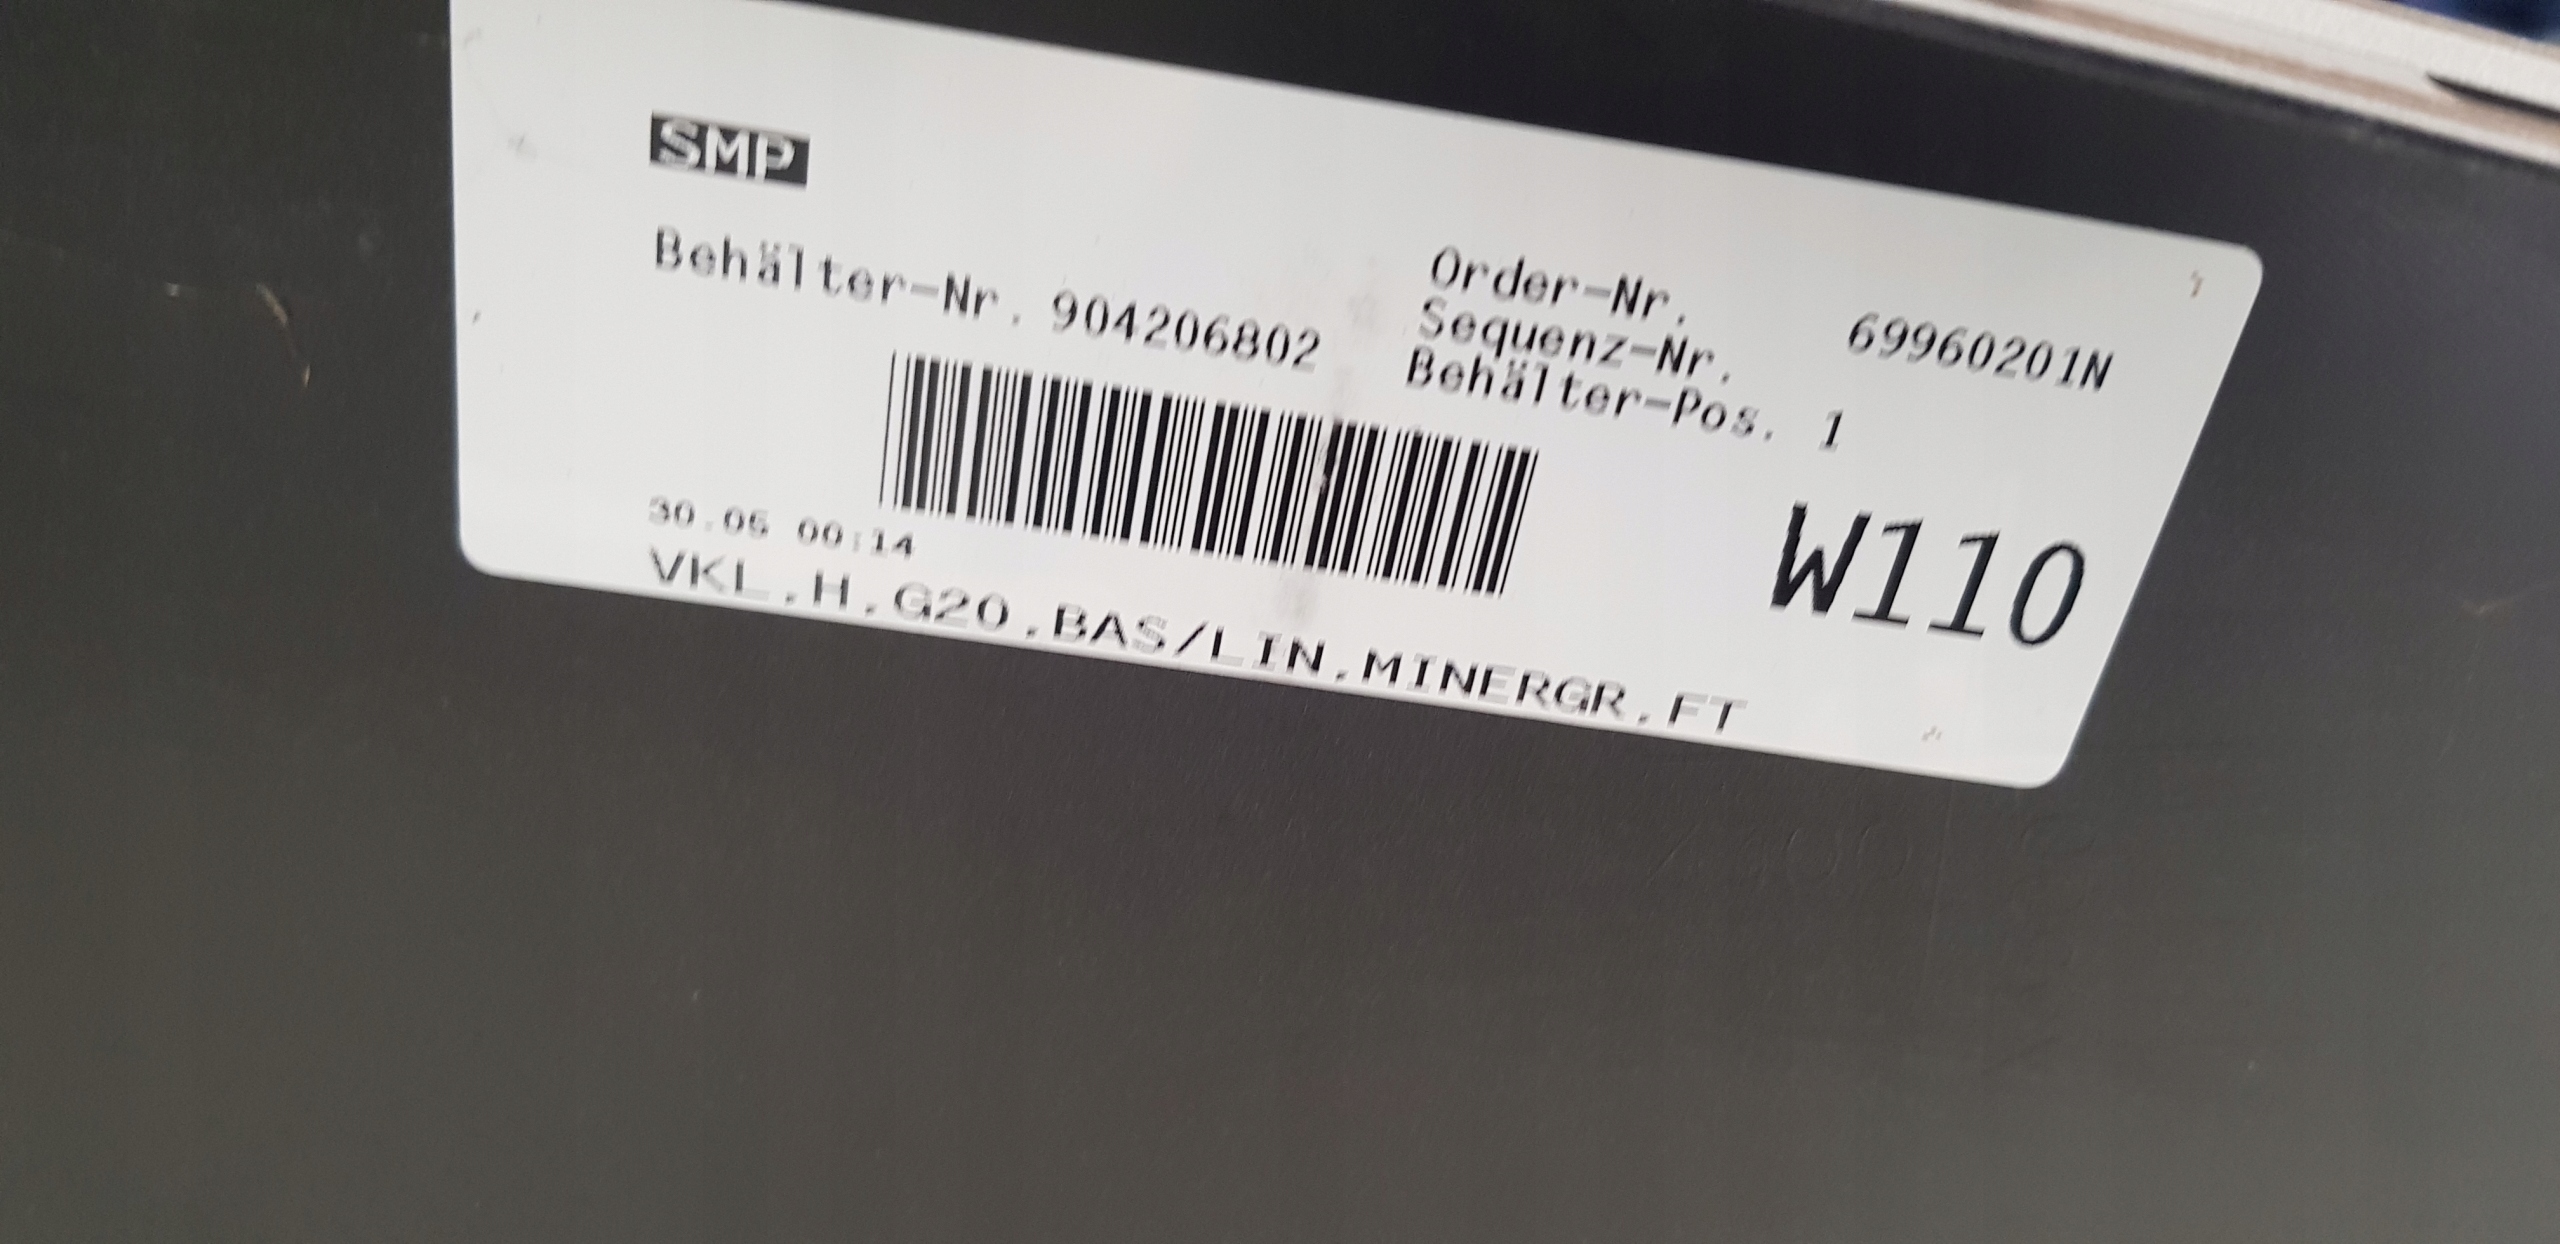 SMP
Behälter-Nr. 904206802
Order-Nr.
Sequenz-Nr. 69960201N
Behälter-Pos. 1
30.05 00:14
W110
VKL.H.G20.BAS/LIN.MINERGR.FT